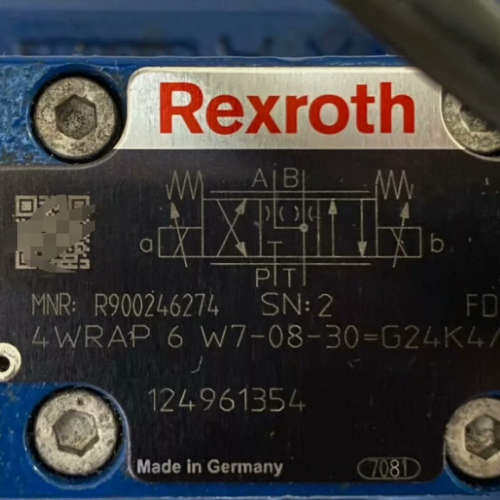 Rexroth
A B
a b
P T
MNR: R900246274 SN: 2 FD
4WRAP 6 W7-08-30=G24K4/
124961354
Made in Germany 7081